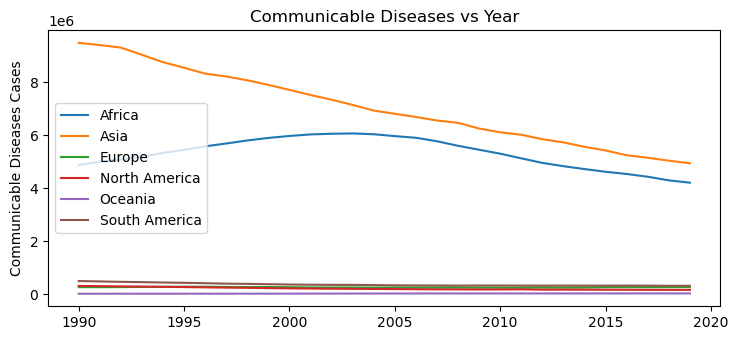 Communicable Diseases vs Year
1e6
Communicable Diseases Cases
8
6
4
2
0
Africa
Asia
Europe
North America
Oceania
South America
1990 1995 2000 2005 2010 2015 2020